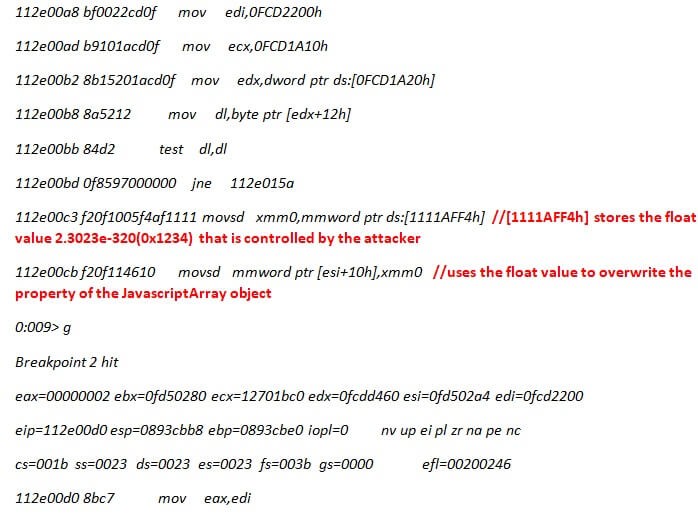 112e00a8 bf0022cd0f mov edi,0FCD2200h
112e00ad b9101acd0f mov ecx,0FCD1A10h
112e00b2 8b15201acd0f mov edx,dword ptr ds:[0FCD1A20h]
112e00b8 8a5212 mov dl,byte ptr [edx+12h]
112e00bb 84d2 test dl,dl
112e00bd 0f8597000000 jne 112e015a
112e00c3 f20f1005f4af1111 movsd xmm0,mmword ptr ds:[1111AFF4h] //[1111AFF4h] stores the float
value 2.3023e-320(0x1234) that is controlled by the attacker
112e00cb f20f114610 movsd mmword ptr [esi+10h],xmm0 //uses the float value to overwrite the
property of the JavascriptArray object
0:009> g
Breakpoint 2 hit
eax=00000002 ebx=0fd50280 ecx=12701bc0 edx=0fcdd460 esi=0fd502a4 edi=0fcd2200
eip=112e00d0 esp=0893cbb8 ebp=0893cbe0 iopl=0 nv up ei pl zr na pe nc
cs=001b ss=0023 ds=0023 es=0023 fs=003b gs=0000 efl=00200246
112e00d0 8bc7 mov eax,edi